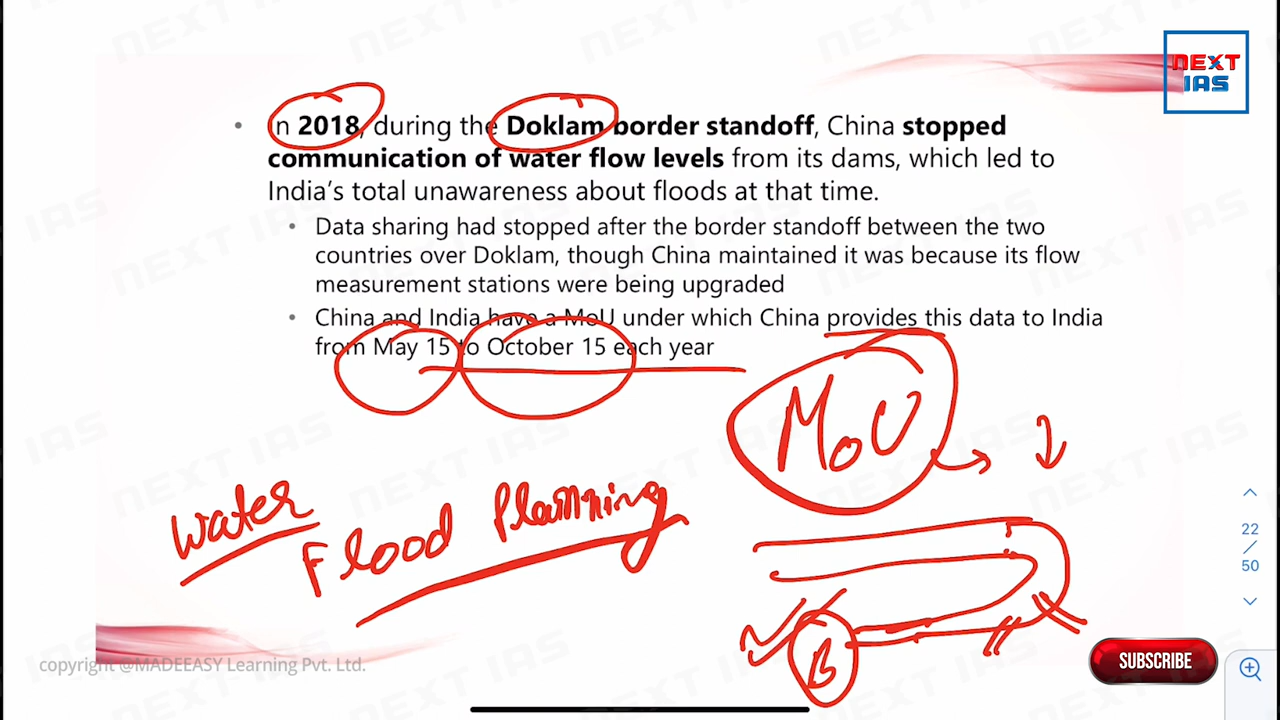 NEXT
IAS
• In 2018, during the Doklam border standoff, China stopped
communication of water flow levels from its dams, which led to
India's total unawareness about floods at that time.
• Data sharing had stopped after the border standoff between the two
countries over Doklam, though China maintained it was because its flow
measurement stations were being upgraded
• China and India have a MoU under which China provides this data to India
from May 15 to October 15 each year
MoU
Water
Flood Planning
B
22
/
50
copyright @MADEEASY Learning Pvt. Ltd.
SUBSCRIBE